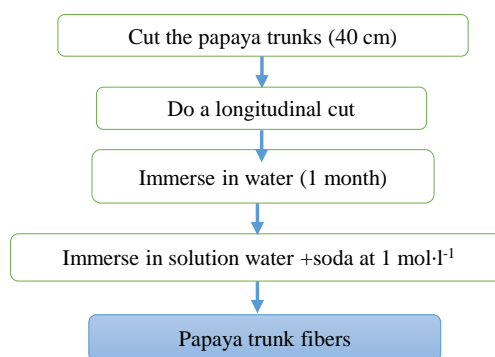 Cut the papaya trunks (40 cm)
Do a longitudinal cut
Immerse in water (1 month)
Immerse in solution water +soda at 1 mol·l⁻¹
Papaya trunk fibers